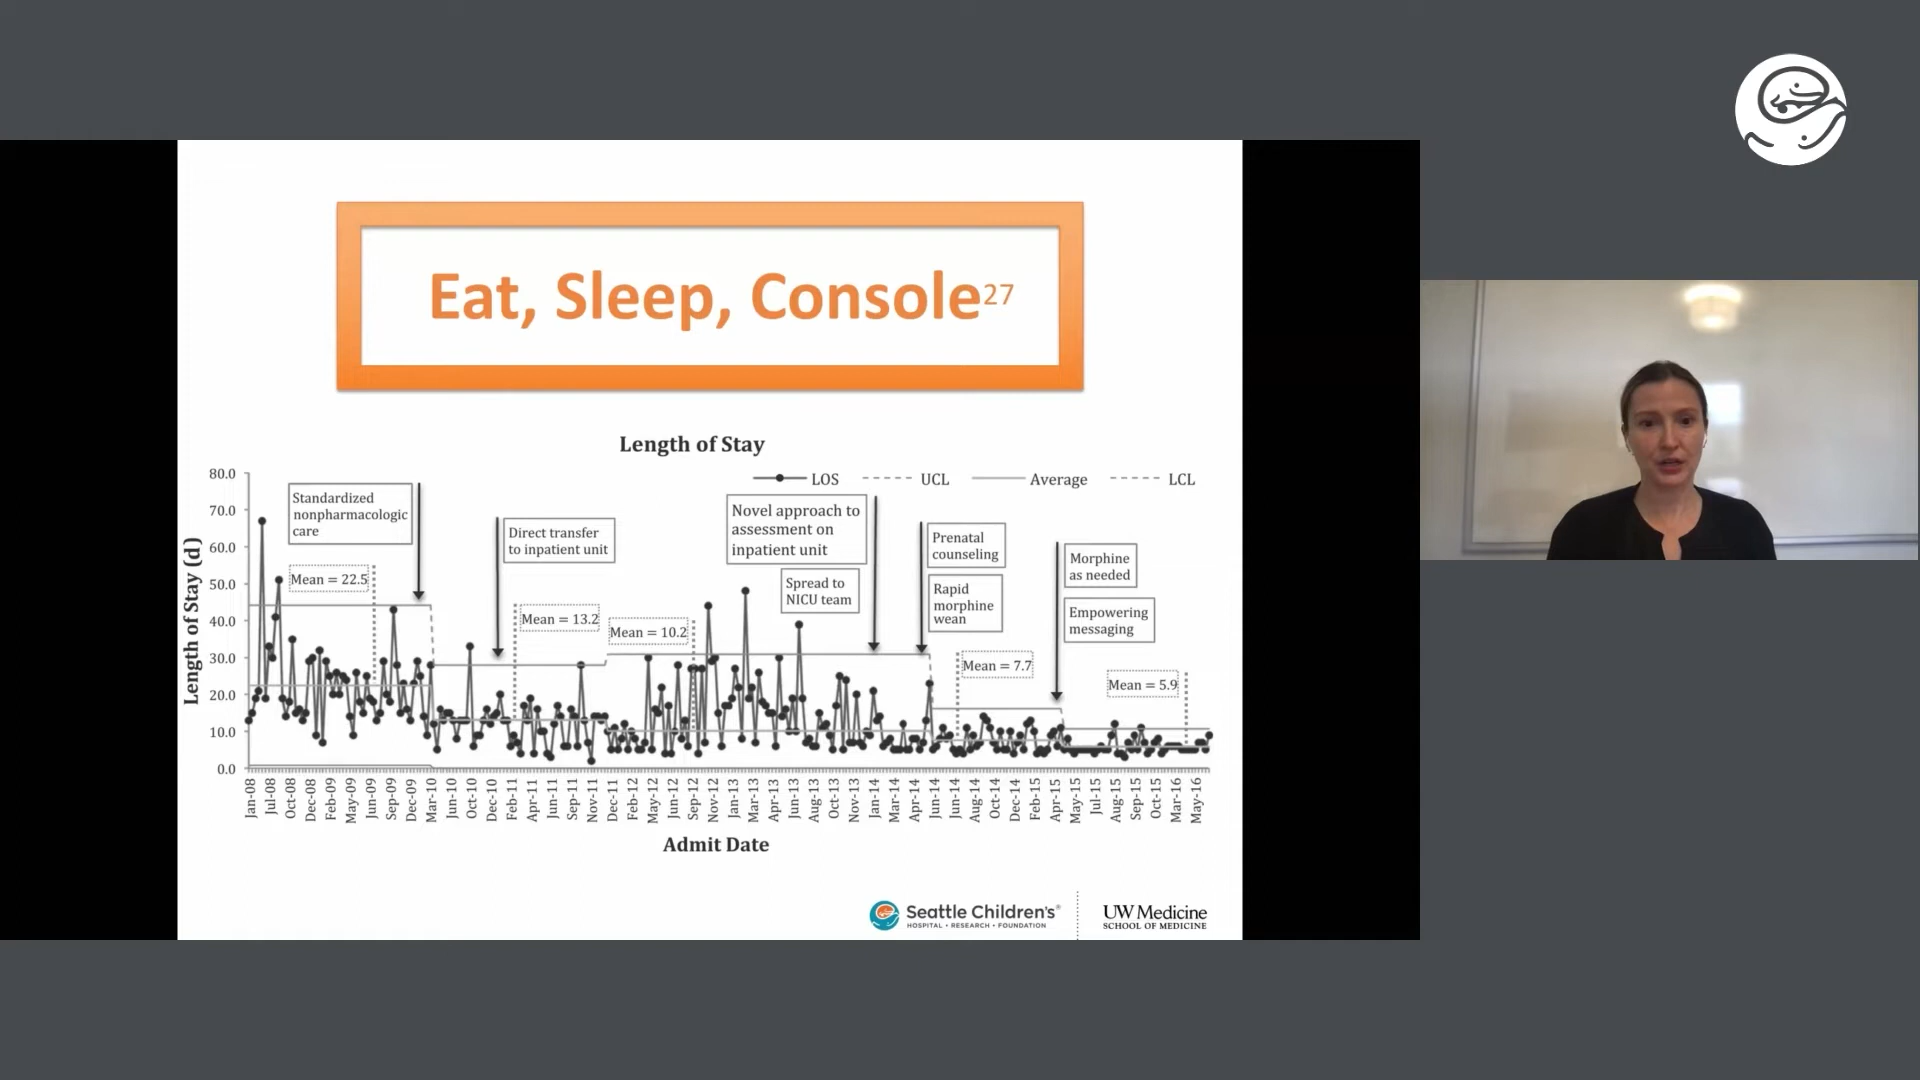 Eat, Sleep, Console27
Length of Stay
LOS
UCL
Average
LCL
Length of Stay (d)
80.0
70.0
60.0
50.0
40.0
30.0
20.0
10.0
0.0
Standardized
nonpharmacologic
care
Mean = 22.5
Direct transfer
to inpatient unit
Mean = 13.2
Mean = 10.2
Novel approach to
assessment on
inpatient unit
Spread to
NICU team
Prenatal
counseling
Rapid
morphine
wean
Mean = 7.7
Morphine
as needed
Empowering
messaging
Mean = 5.9
Jan-08
Jul-08
Oct-08
Dec-08
Feb-09
May-09
Jun-09
Sep-09
Dec-09
Mar-10
Jun-10
Oct-10
Dec-10
Feb-11
Apr-11
Jun-11
Sep-11
Nov-11
Dec-11
Feb-12
May-12
Jun-12
Sep-12
Nov-12
Jan-13
Mar-13
Apr-13
Jun-13
Aug-13
Oct-13
Nov-13
Jan-14
Mar-14
Apr-14
Jun-14
Jun-14
Aug-14
Oct-14
Dec-14
Feb-15
Apr-15
May-15
Jul-15
Aug-15
Sep-15
Oct-15
Mar-16
May-16
Admit Date
Seattle Children's®
HOSPITAL • RESEARCH • FOUNDATION
UW Medicine
SCHOOL OF MEDICINE